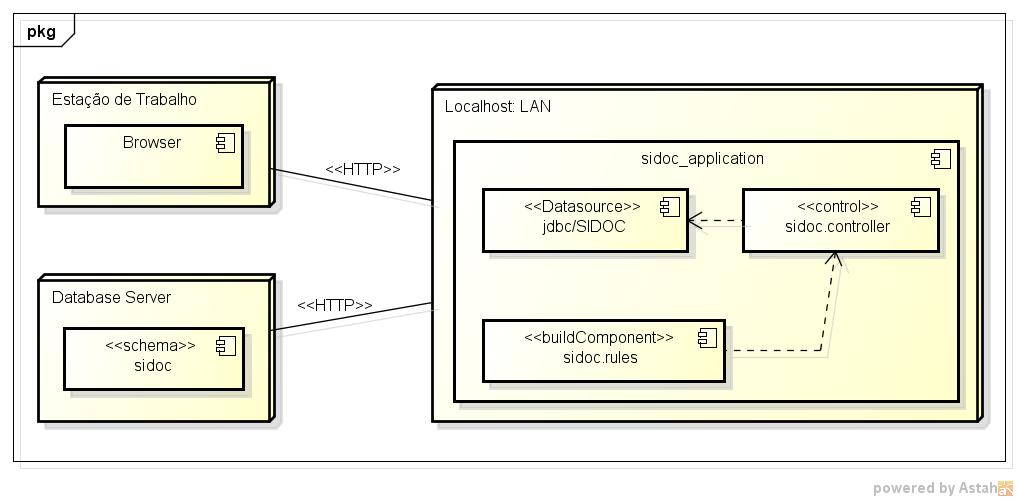 pkg
Estação de Trabalho
Browser
<<HTTP>>
Database Server
<<schema>>
sidoc
<<HTTP>>
Localhost: LAN
sidoc_application
<<Datasource>>
jdbc/SIDOC
<<control>>
sidoc.controller
<<buildComponent>>
sidoc.rules
powered by Astah